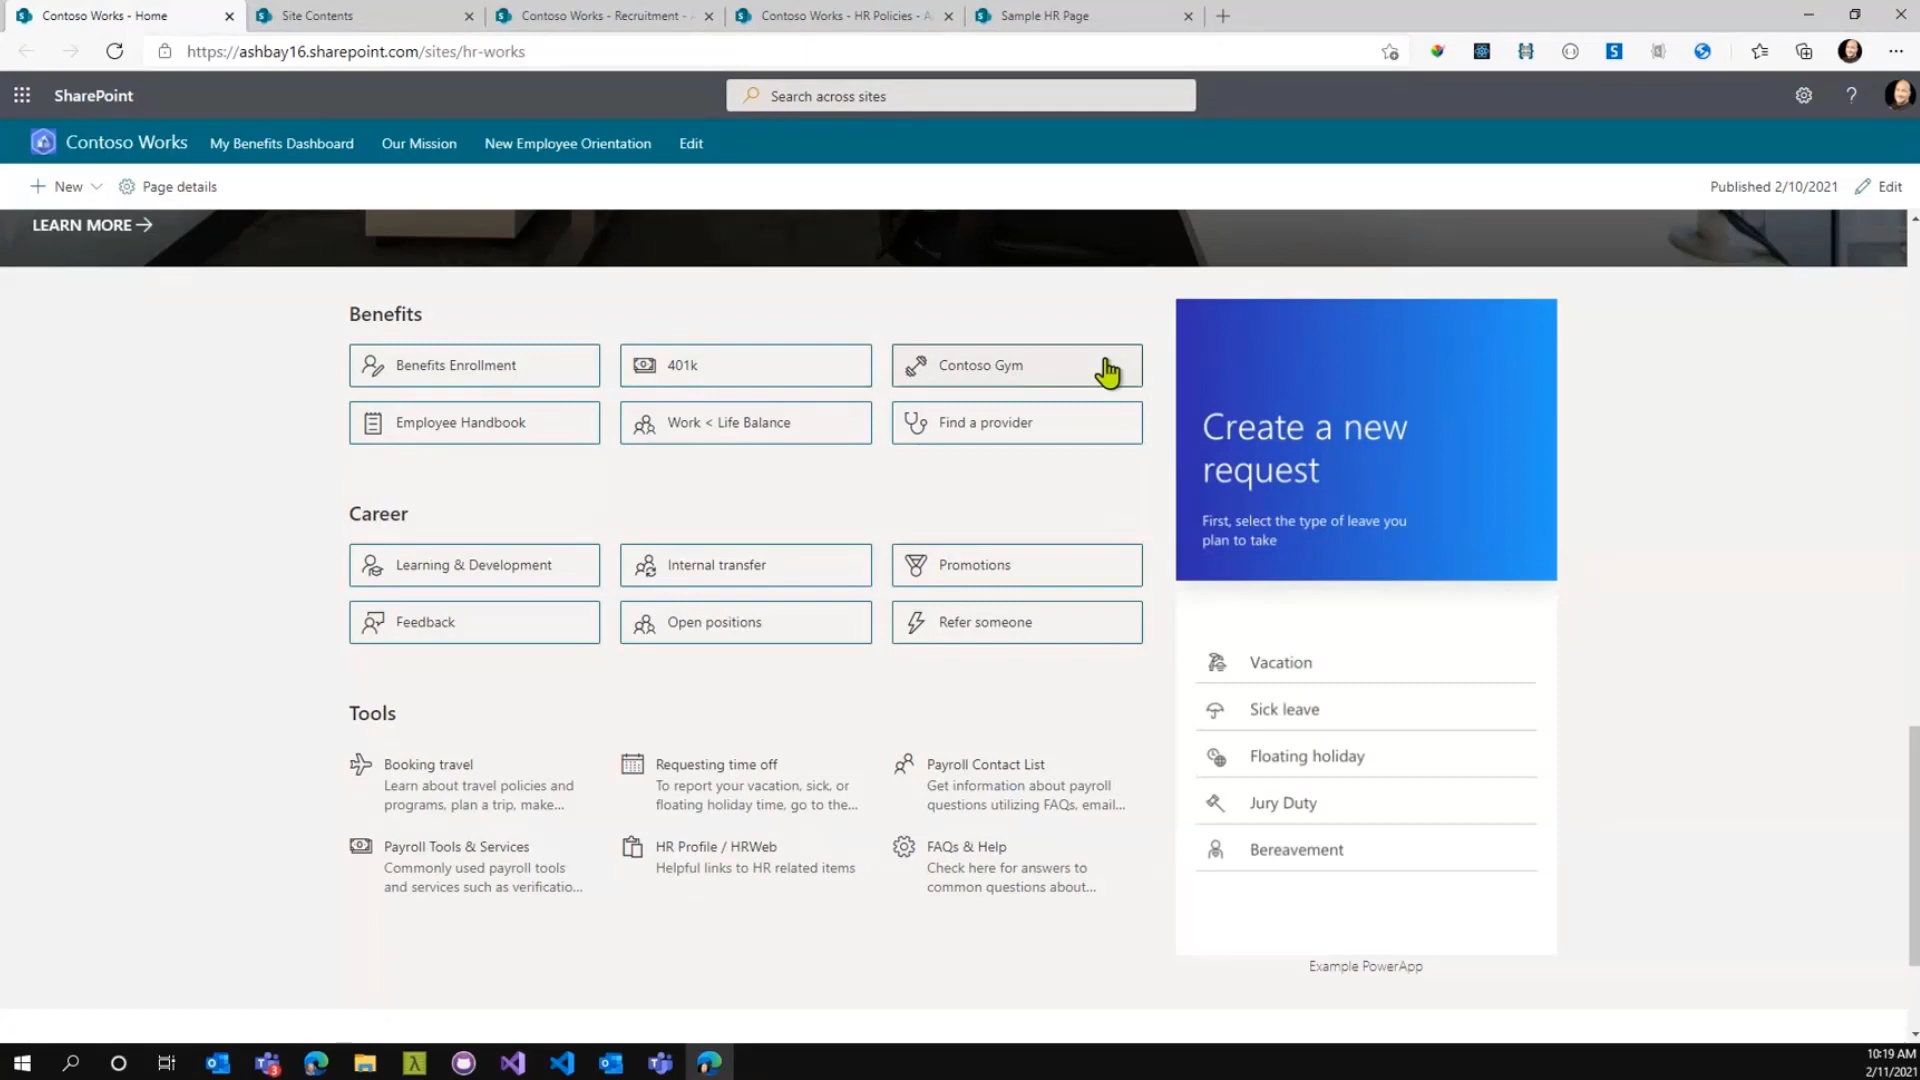 Contoso Works - Home
Site Contents
Contoso Works - Recruitment -
Contoso Works - HR Policies - A
Sample HR Page
https://ashbay16.sharepoint.com/sites/hr-works
SharePoint
Search across sites
Contoso Works
My Benefits Dashboard
Our Mission
New Employee Orientation
Edit
New
Page details
Published 2/10/2021
Edit
LEARN MORE
Benefits
Benefits Enrollment
401k
Contoso Gym
Employee Handbook
Work < Life Balance
Find a provider
Career
Learning & Development
Internal transfer
Promotions
Feedback
Open positions
Refer someone
Tools
Booking travel
Learn about travel policies and
programs, plan a trip, make...
Requesting time off
To report your vacation, sick, or
floating holiday time, go to the...
Payroll Contact List
Get information about payroll
questions utilizing FAQs, email...
Payroll Tools & Services
Commonly used payroll tools
and services such as verificatio...
HR Profile / HRWeb
Helpful links to HR related items
FAQs & Help
Check here for answers to
common questions about...
Create a new
request
First, select the type of leave you
plan to take
Vacation
Sick leave
Floating holiday
Jury Duty
Bereavement
Example PowerApp
10:19 AM
2/11/2021